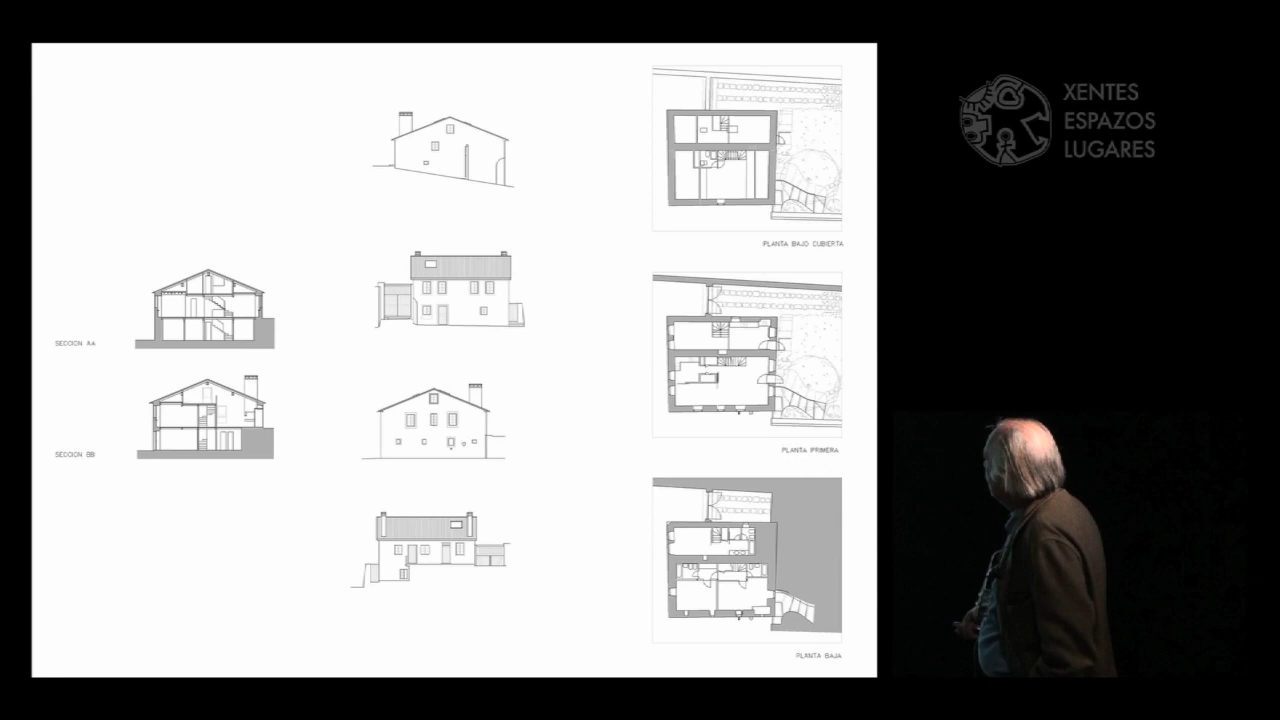 XENTES
ESPAZOS
LUGARES
PLANTA BAJO CUBIERTA
SECCION AA
PLANTA PRIMERA
SECCION BB
PLANTA BAJA